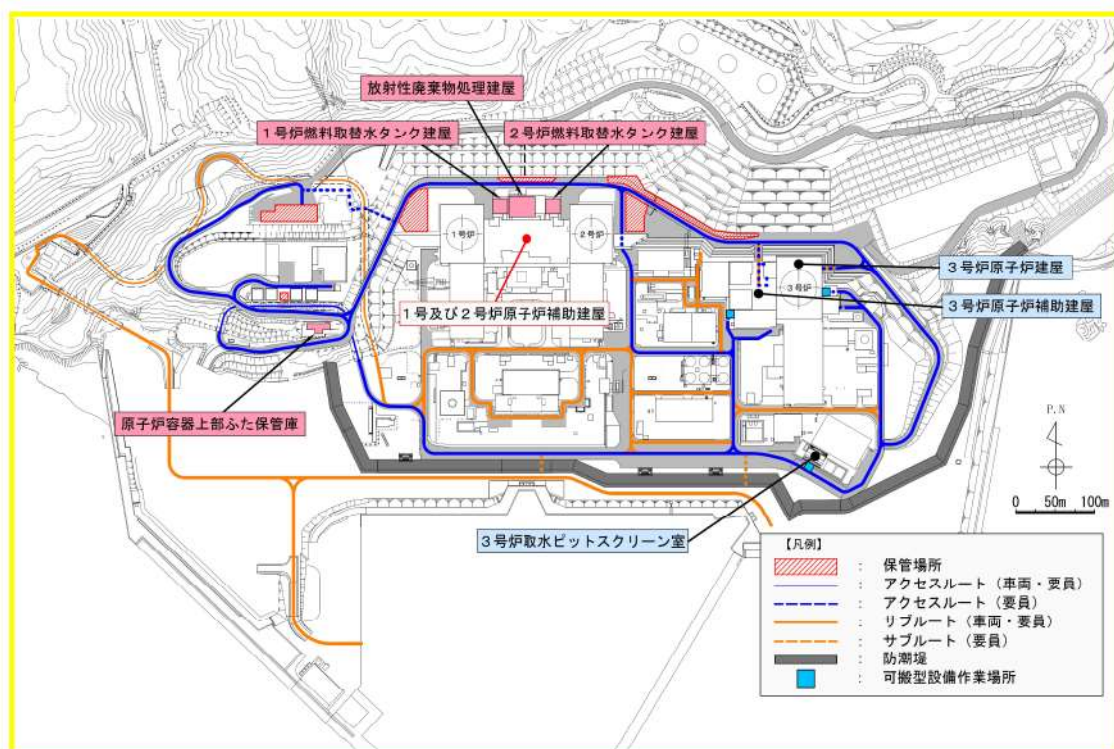 放射性廃棄物処理建屋
1号炉燃料取替水タンク建屋
2号炉燃料取替水タンク建屋
1号炉
2号炉
3号炉
3号炉原子炉建屋
3号炉原子炉補助建屋
1号及び2号炉原子炉補助建屋
原子炉容器上部ふた保管庫
P.N
0 50m 100m
3号炉取水ピットスクリーン室
【凡例】
: 保管場所
: アクセスルート(車両・要員)
: アクセスルート(要員)
: リブルート(車両・要員)
: サブルート(要員)
: 防潮堤
: 可搬型設備作業場所